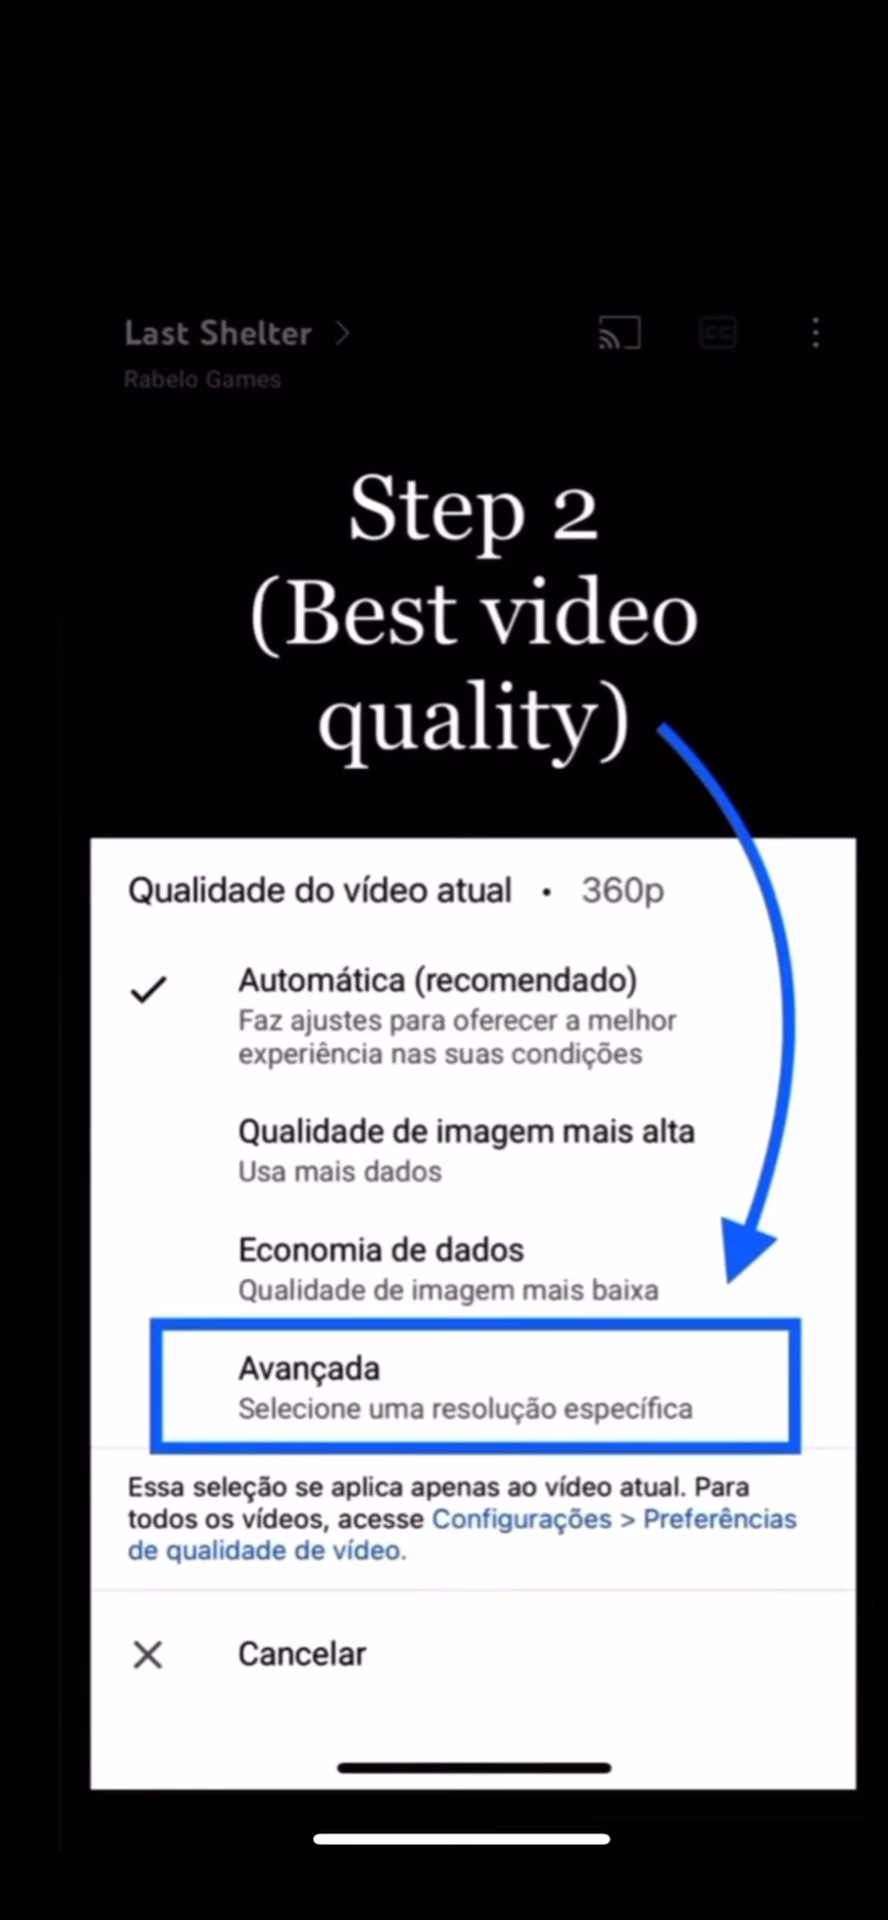 Last Shelter
Rabelo Games
Step 2
(Best video
quality)
Qualidade do vídeo atual • 360p
Automática (recomendado)
Faz ajustes para oferecer a melhor
experiência nas suas condições
Qualidade de imagem mais alta
Usa mais dados
Economia de dados
Qualidade de imagem mais baixa
Avançada
Selecione uma resolução específica
Essa seleção se aplica apenas ao vídeo atual. Para
todos os vídeos, acesse Configurações > Preferências
de qualidade de vídeo.
Cancelar